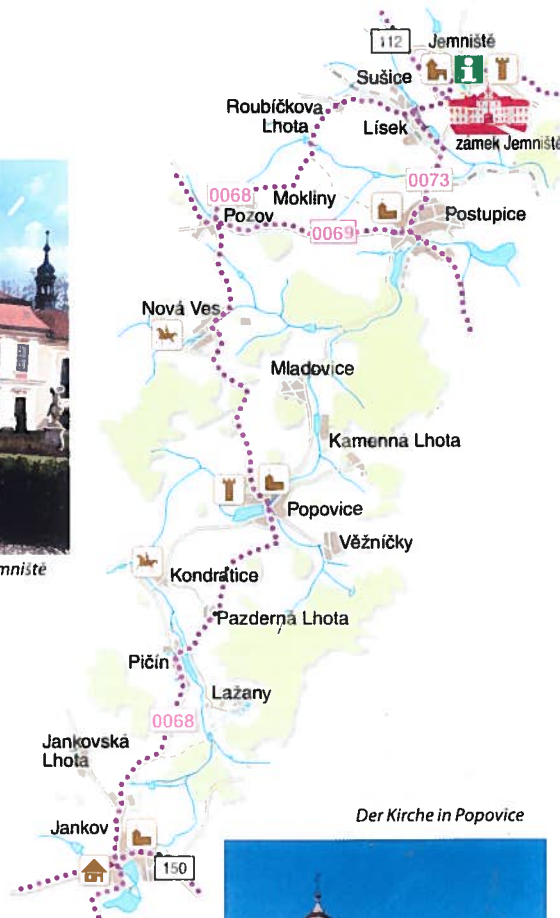 112
Jemniště
Sušice
Roubíčkova
Lhota
Lísek
zámek Jemniště
0073
0068
Mokliny
Pozov
0069
Postupice
Nová Ves
Mladovice
Kamenná Lhota
Popovice
Věžníčky
mniště
Kondratice
Pazderná Lhota
Pičín
Lažany
0068
Jankovská
Lhota
Der Kirche in Popovice
Jankov
150